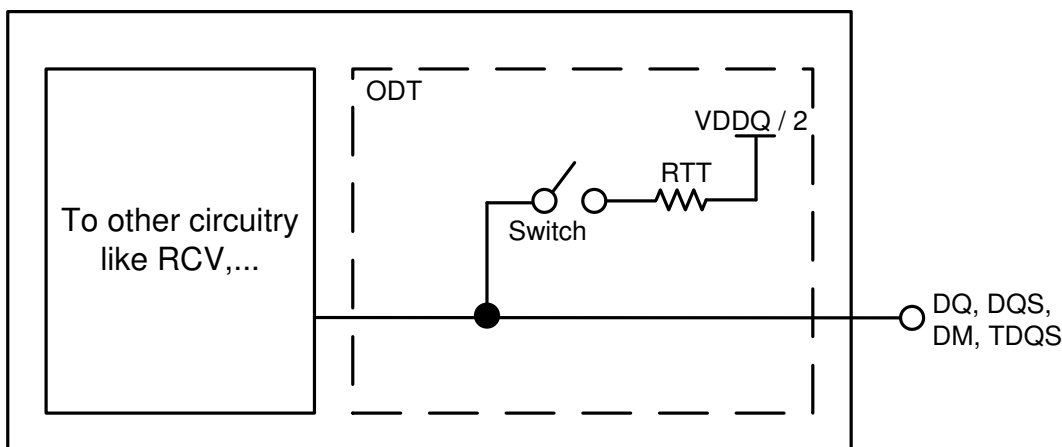 ODT
VDDQ / 2
RTT
Switch
To other circuitry
like RCV,...
DQ, DQS,
DM, TDQS